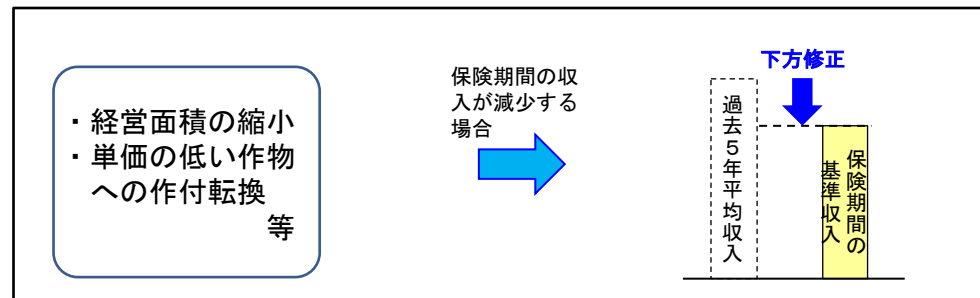 ・経営面積の縮小
・単価の低い作物
への作付転換
等
保険期間の収
入が減少する
場合
下方修正
過去５年平均収入
保険期間の
基準収入